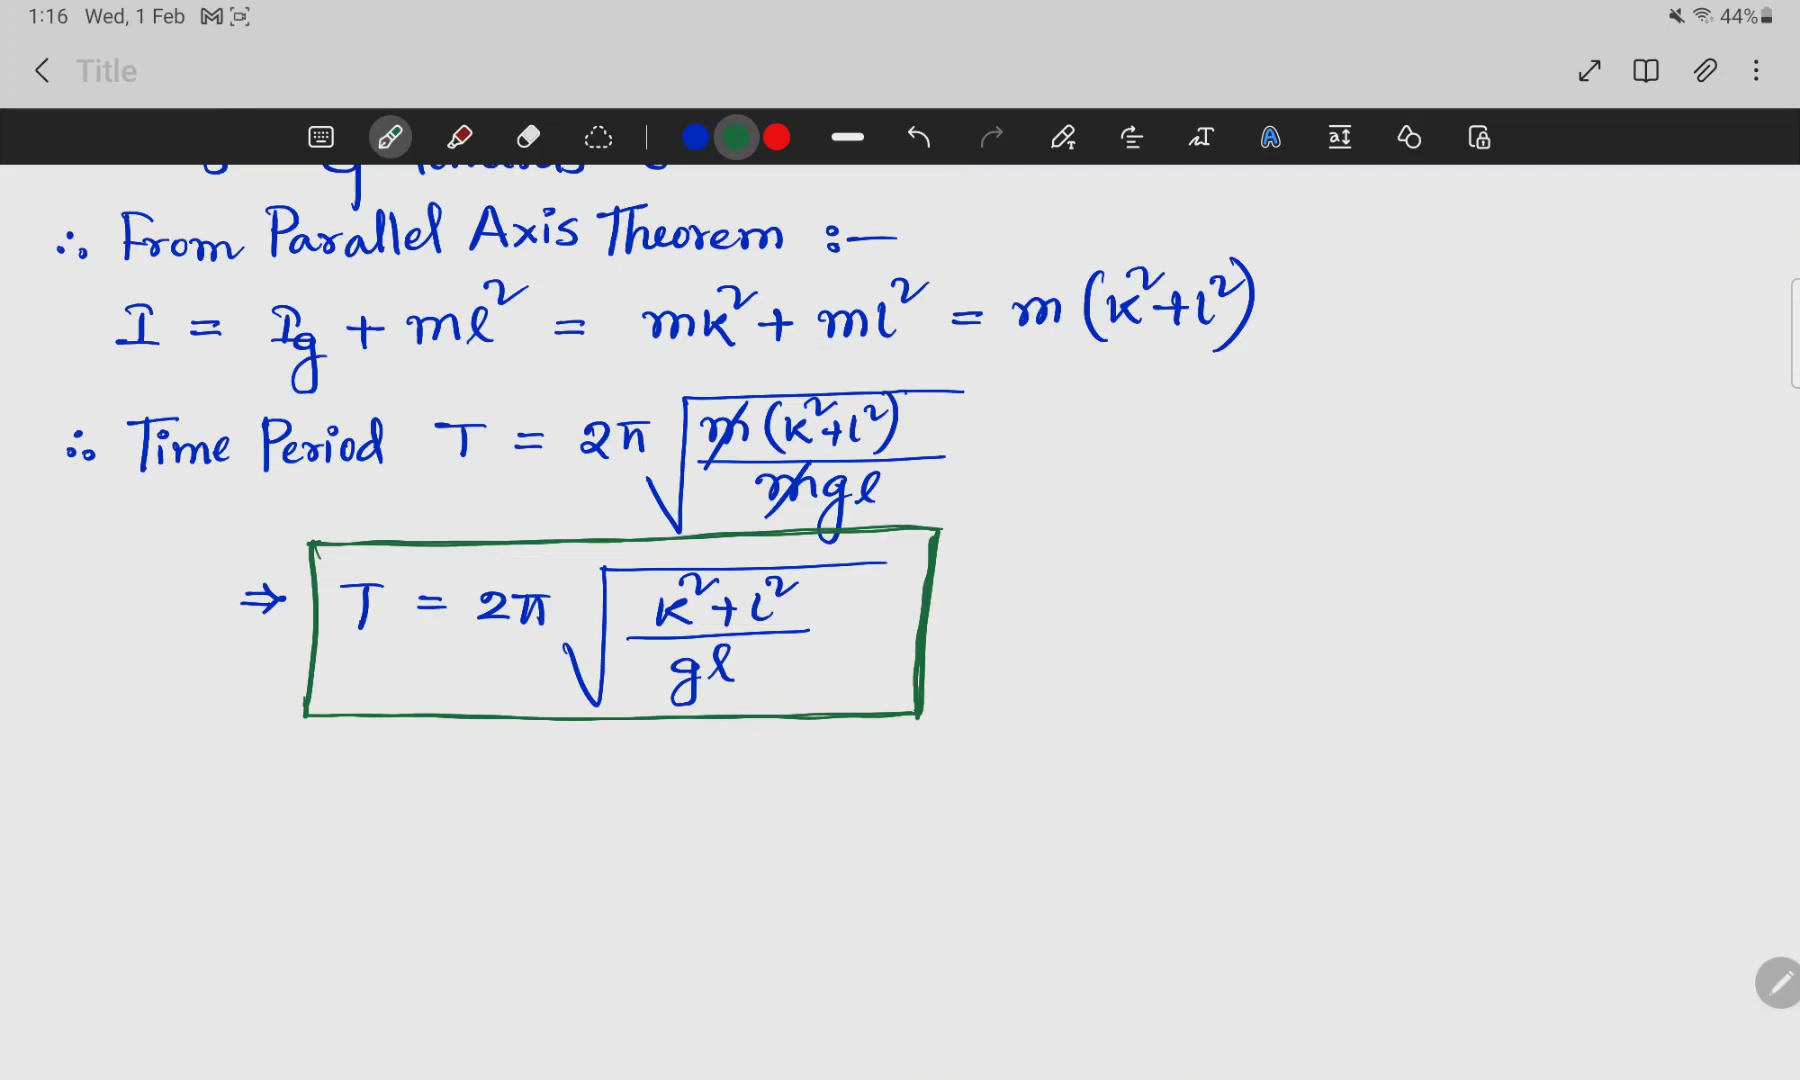 1:16 Wed, 1 Feb 44%
Title
∴ From Parallel Axis Theorem :—
I = Ig + ml² = mk² + ml² = m (k² + l²)
∴ Time Period T = 2π √(m (k² + l²) / mgl)
⇒ T = 2π √(k² + l² / gl)